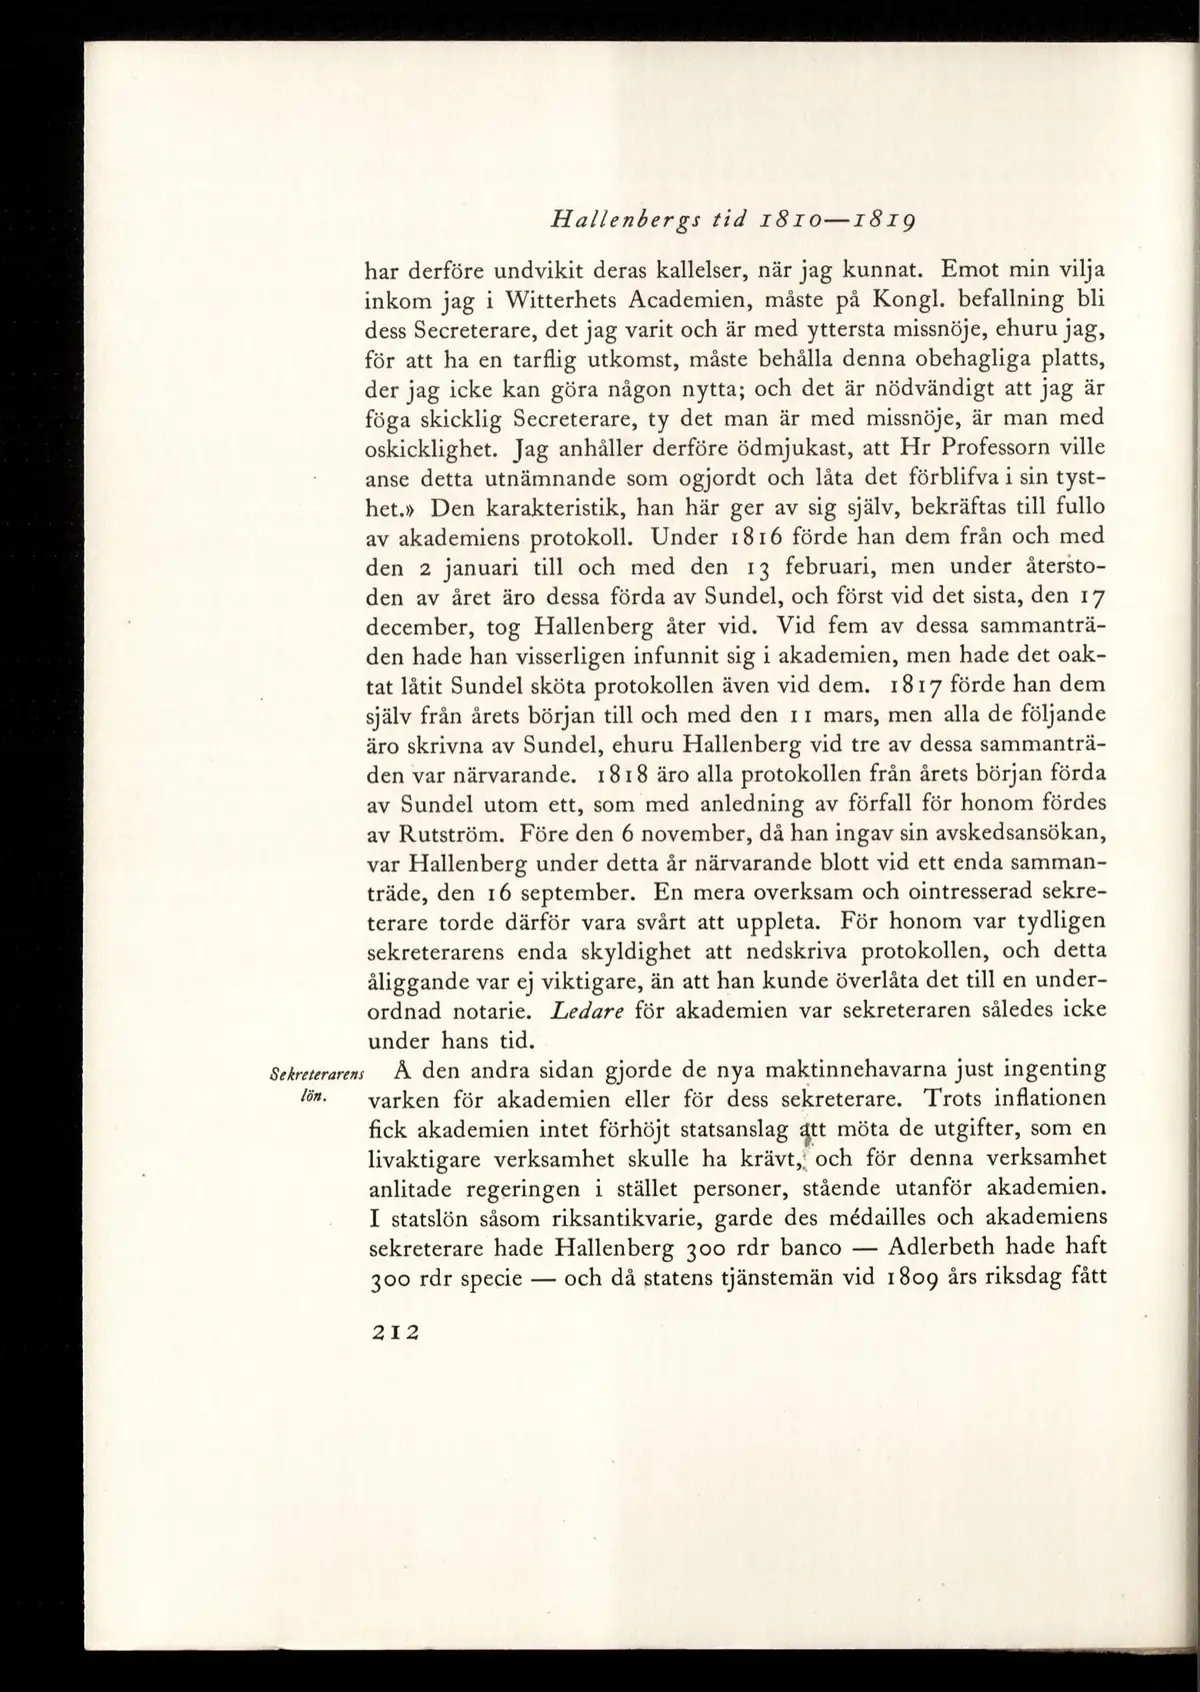 Hallenbergs tid 1810—1819
har derföre undvikit deras kallelser, när jag kunnat. Emot min vilja
inkom jag i Witterhets Academien, måste på Kongl. befallning bli
dess Secreterare, det jag varit och är med yttersta missnöje, ehuru jag,
för att ha en tarflig utkomst, måste behålla denna obehagliga platts,
der jag icke kan göra någon nytta; och det är nödvändigt att jag är
föga skicklig Secreterare, ty det man är med missnöje, är man med
oskicklighet. Jag anhåller derföre ödmjukast, att Hr Professorn ville
anse detta utnämnande som ogjordt och låta det förblifva i sin tyst-
het.» Den karakteristik, han här ger av sig själv, bekräftas till fullo
av akademiens protokoll. Under 1816 förde han dem från och med
den 2 januari till och med den 13 februari, men under återsto-
den av året äro dessa förda av Sundel, och först vid det sista, den 17
december, tog Hallenberg åter vid. Vid fem av dessa sammanträ-
den hade han visserligen infunnit sig i akademien, men hade det oak-
tat låtit Sundel sköta protokollen även vid dem. 1817 förde han dem
själv från årets början till och med den 11 mars, men alla de följande
äro skrivna av Sundel, ehuru Hallenberg vid tre av dessa sammanträ-
den var närvarande. 1818 äro alla protokollen från årets början förda
av Sundel utom ett, som med anledning av förfall för honom fördes
av Rutström. Före den 6 november, då han ingav sin avskedsansökan,
var Hallenberg under detta år närvarande blott vid ett enda samman-
träde, den 16 september. En mera overksam och ointresserad sekre-
terare torde därför vara svårt att uppleta. För honom var tydligen
sekreterarens enda skyldighet att nedskriva protokollen, och detta
åliggande var ej viktigare, än att han kunde överlåta det till en under-
ordnad notarie. Ledare för akademien var sekreteraren således icke
under hans tid.
Sekreterarens
lön.
Å den andra sidan gjorde de nya maktinnehavarna just ingenting
varken för akademien eller för dess sekreterare. Trots inflationen
fick akademien intet förhöjt statsanslag att möta de utgifter, som en
livaktigare verksamhet skulle ha krävt, och för denna verksamhet
anlitade regeringen i stället personer, stående utanför akademien.
I statslön såsom riksantikvarie, garde des médailles och akademiens
sekreterare hade Hallenberg 300 rdr banco — Adlerbeth hade haft
300 rdr specie — och då statens tjänstemän vid 1809 års riksdag fått
212